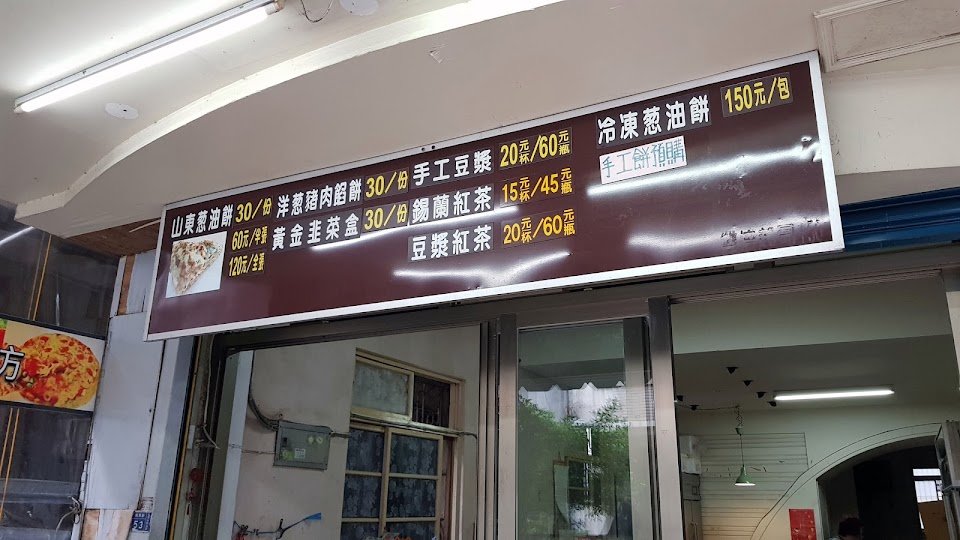 山東葱油餅 30/份
60元/半張
120元/全張
洋葱豬肉餡餅 30/份
黃金韭菜盒 30/份
手工豆漿 20元杯/60元瓶
錫蘭紅茶 15元杯/45元瓶
豆漿紅茶 20元杯/60元瓶
冷凍葱油餅 150元/包
手工餅預購
方
53